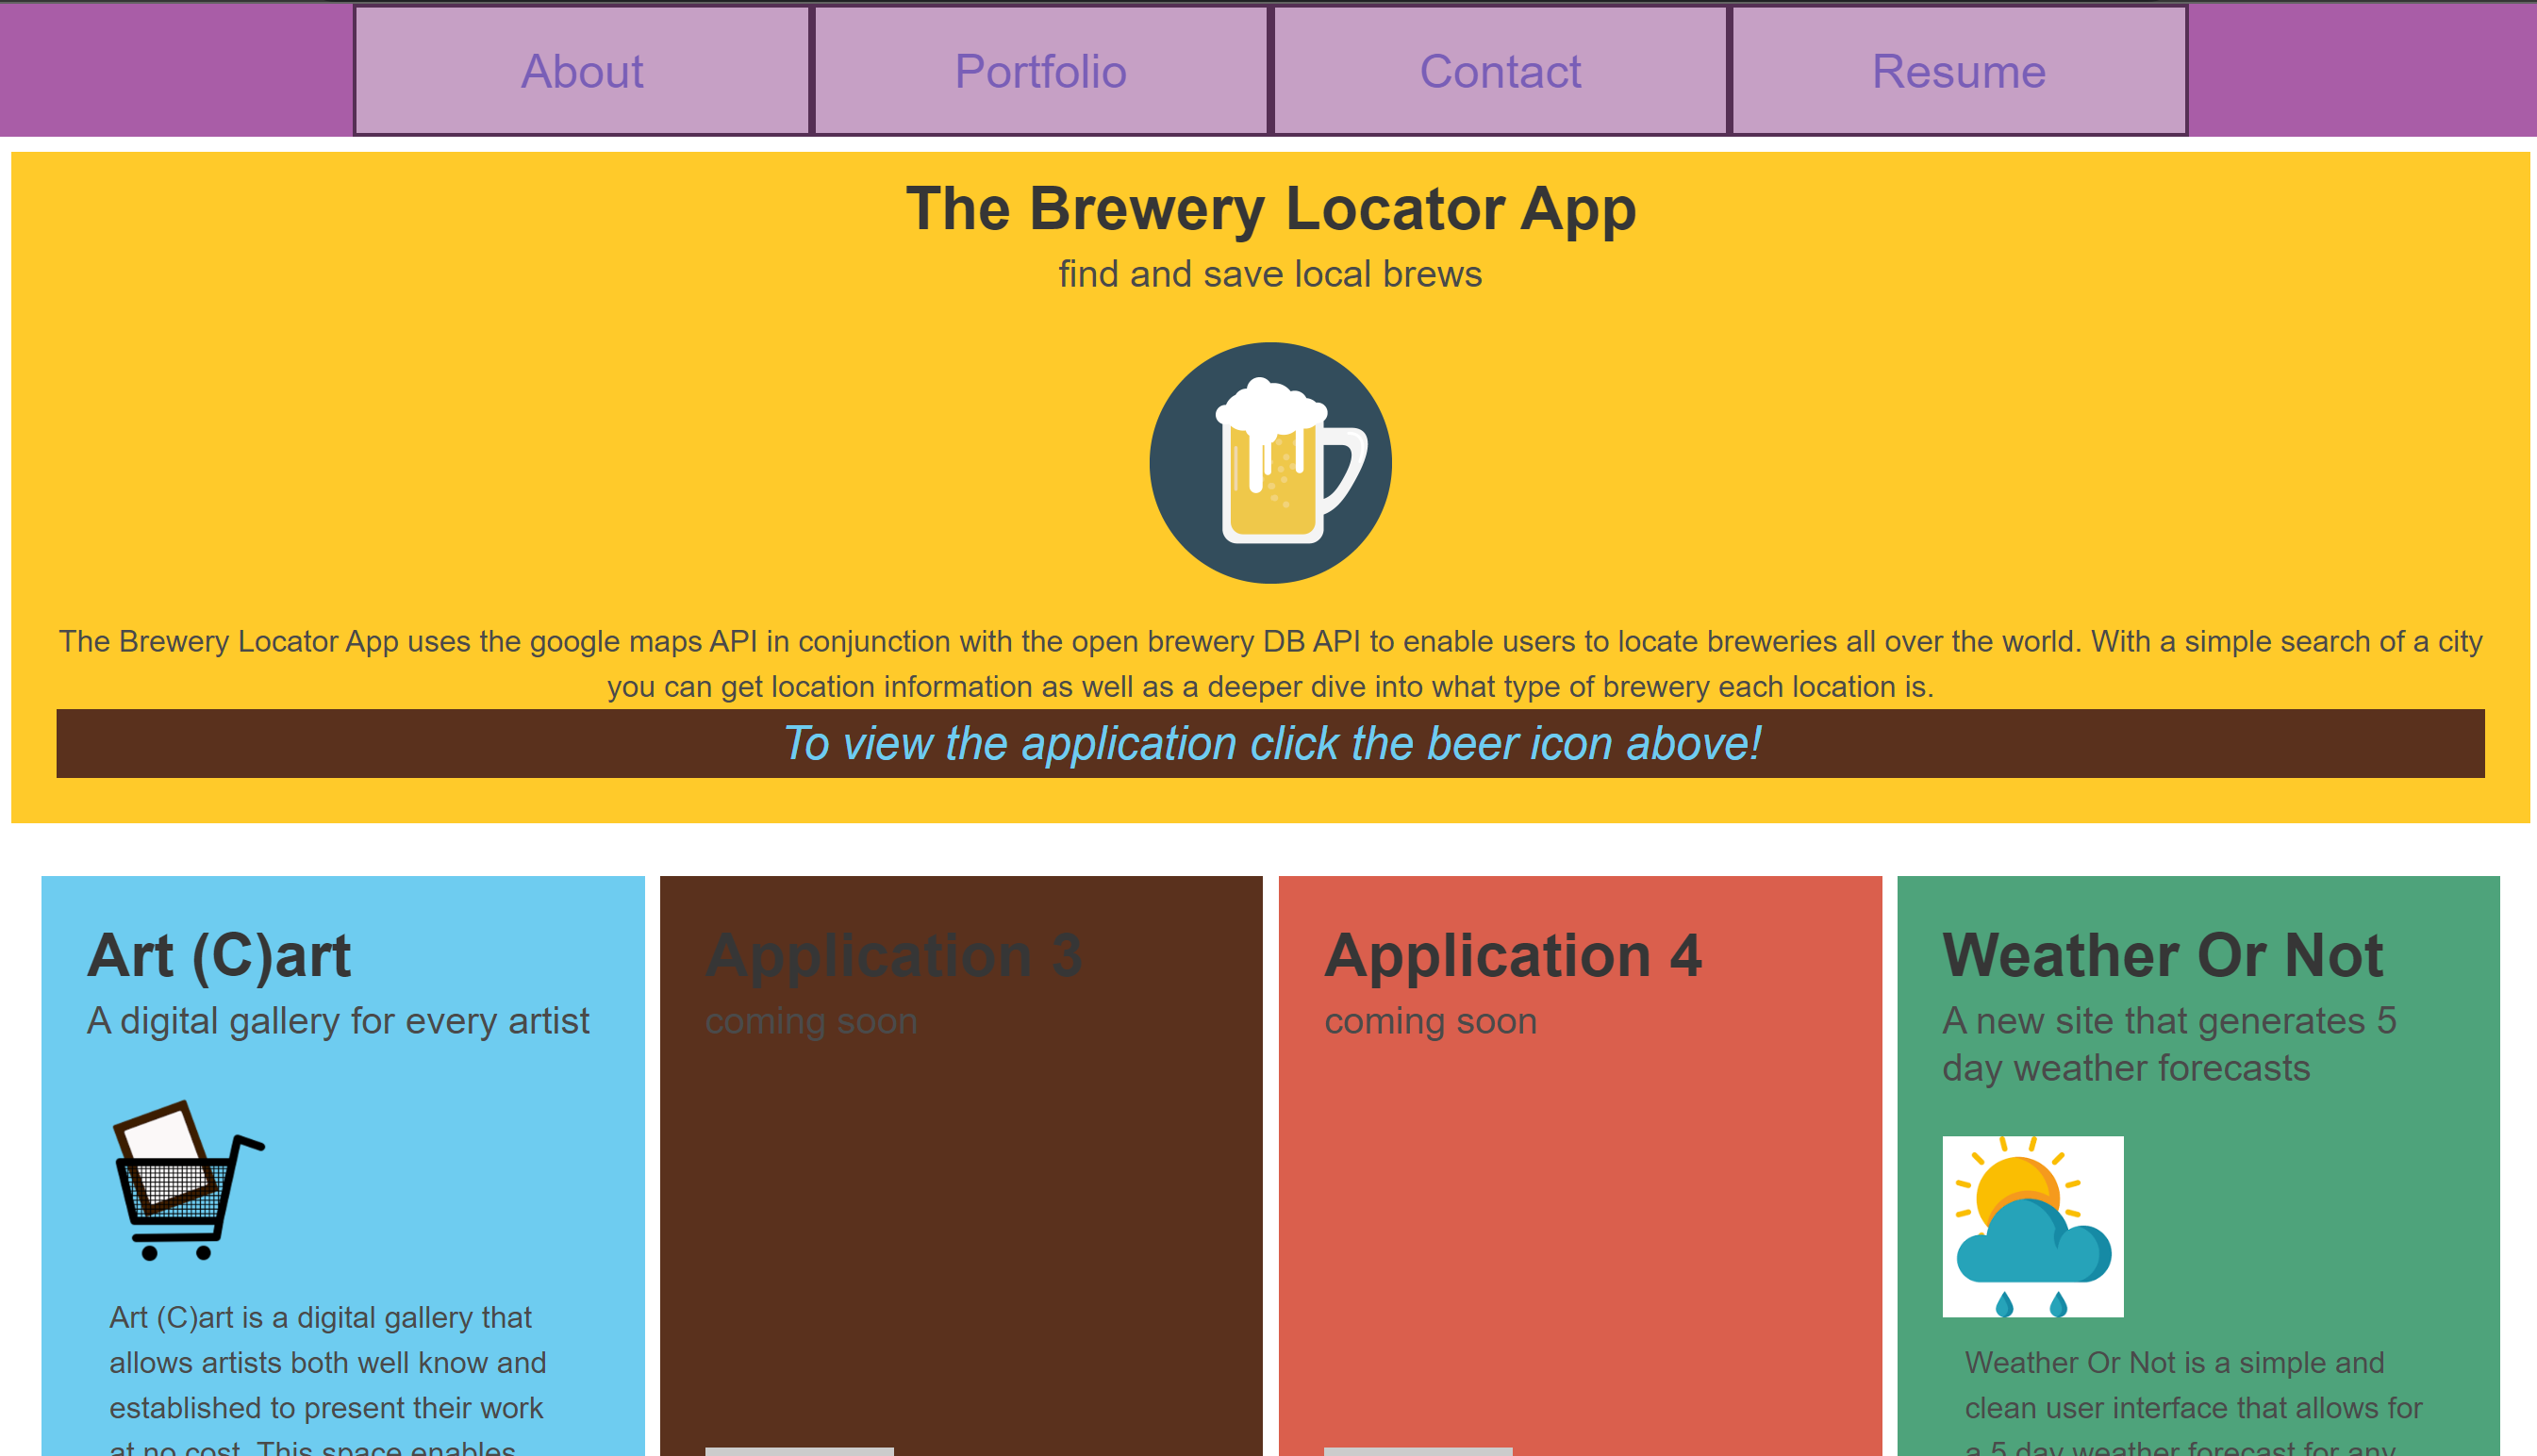 About
Portfolio
Contact
Resume
The Brewery Locator App
find and save local brews
The Brewery Locator App uses the google maps API in conjunction with the open brewery DB API to enable users to locate breweries all over the world. With a simple search of a city
you can get location information as well as a deeper dive into what type of brewery each location is.
To view the application click the beer icon above!
Art (C)art
A digital gallery for every artist
Art (C)art is a digital gallery that
allows artists both well know and
established to present their work
at no cost. This space enables
Application 3
coming soon
Application 4
coming soon
Weather Or Not
A new site that generates 5
day weather forecasts
Weather Or Not is a simple and
clean user interface that allows for
a 5 day weather forecast for any